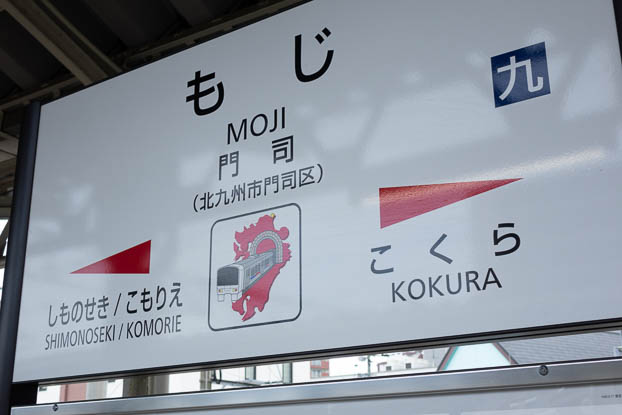 もじ
九
MOJI
門司
(北九州市門司区)
しものせき / こもりえ
SHIMONOSEKI / KOMORIE
こくら
KOKURA